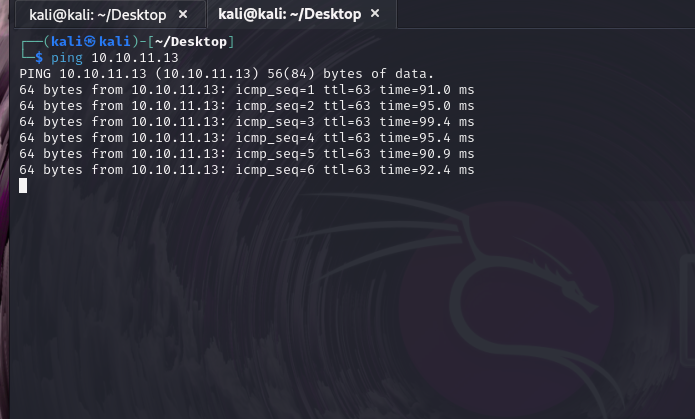 kali@kali: ~/Desktop × kali@kali: ~/Desktop ×
┌──(kali㉿kali)-[~/Desktop]
└─$ ping 10.10.11.13
PING 10.10.11.13 (10.10.11.13) 56(84) bytes of data.
64 bytes from 10.10.11.13: icmp_seq=1 ttl=63 time=91.0 ms
64 bytes from 10.10.11.13: icmp_seq=2 ttl=63 time=95.0 ms
64 bytes from 10.10.11.13: icmp_seq=3 ttl=63 time=99.4 ms
64 bytes from 10.10.11.13: icmp_seq=4 ttl=63 time=95.4 ms
64 bytes from 10.10.11.13: icmp_seq=5 ttl=63 time=90.9 ms
64 bytes from 10.10.11.13: icmp_seq=6 ttl=63 time=92.4 ms